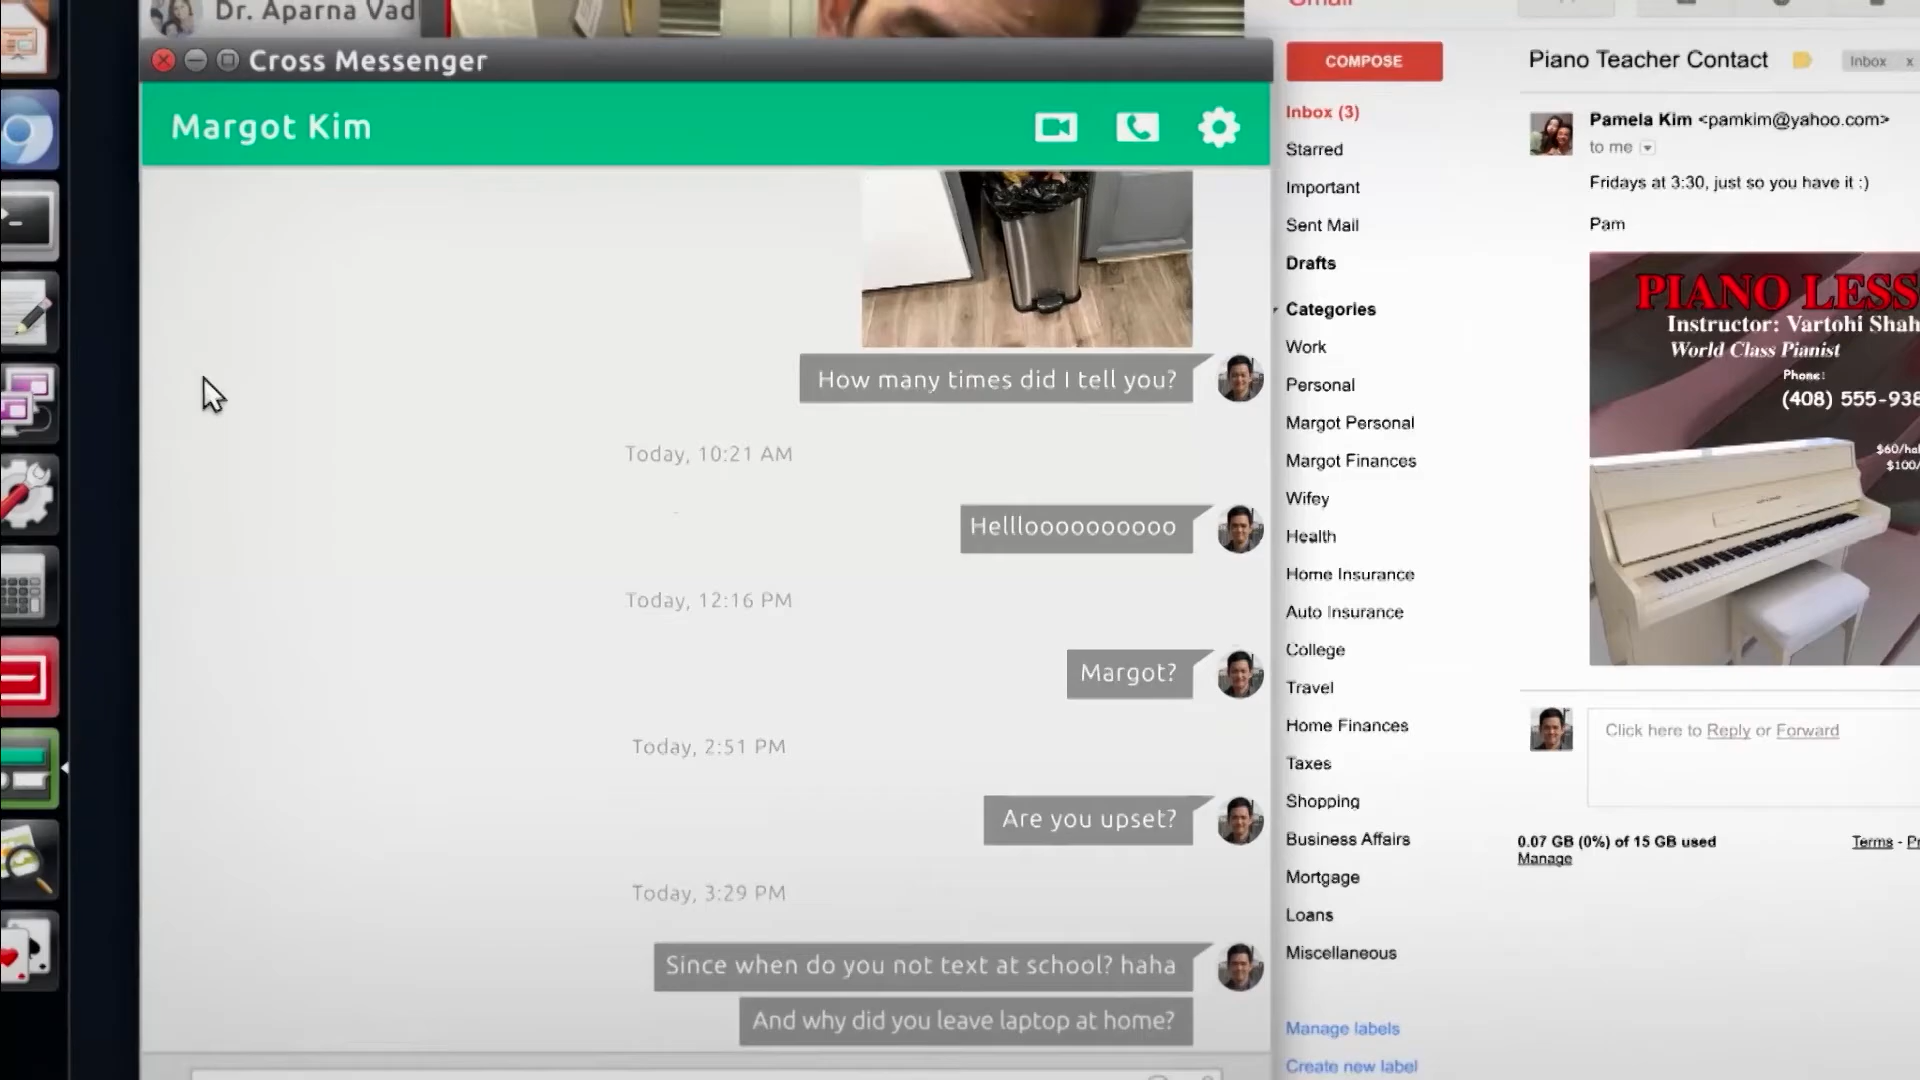 Dr. Aparna Vad
Cross Messenger
Margot Kim
How many times did I tell you?
Today, 10:21 AM
Hellloooooooooo
Today, 12:16 PM
Margot?
Today, 2:51 PM
Are you upset?
Today, 3:29 PM
Since when do you not text at school? haha
And why did you leave laptop at home?
Gmail
COMPOSE
Inbox (3)
Starred
Important
Sent Mail
Drafts
Categories
Work
Personal
Margot Personal
Margot Finances
Wifey
Health
Home Insurance
Auto Insurance
College
Travel
Home Finances
Taxes
Shopping
Business Affairs
Mortgage
Loans
Miscellaneous
Manage labels
Create new label
Piano Teacher Contact
Inbox x
Pamela Kim <pamkim@yahoo.com>
to me
Fridays at 3:30, just so you have it :)
Pam
PIANO LESS
Instructor: Vartohi Shah
World Class Pianist
Phone:
(408) 555-938
$60/hal
$100/
Click here to Reply or Forward
0.07 GB (0%) of 15 GB used
Manage
Terms - Pr